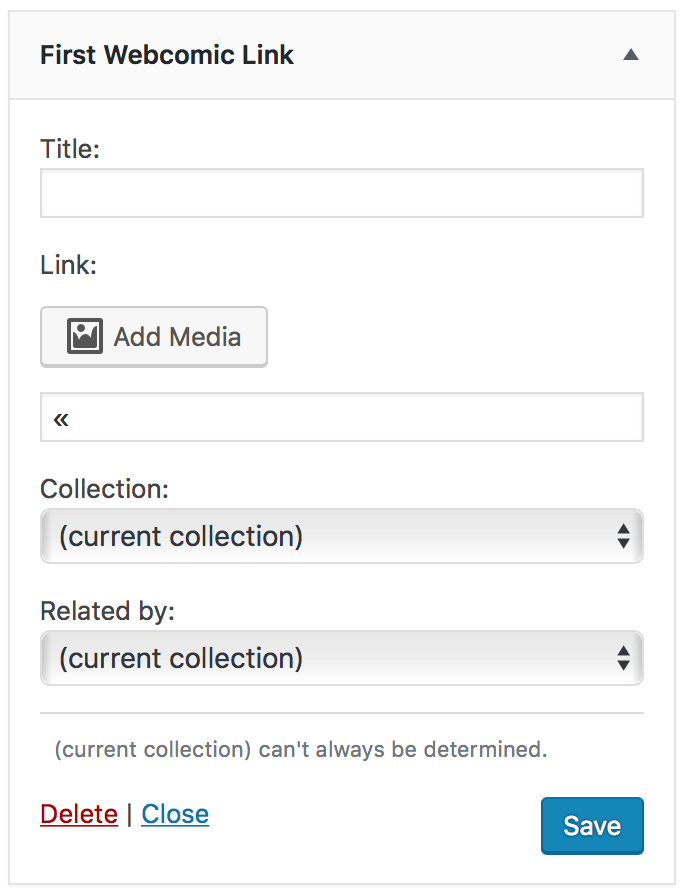 First Webcomic Link
Title:
Link:
Add Media
«
Collection:
(current collection)
Related by:
(current collection)
(current collection) can't always be determined.
Delete | Close
Save